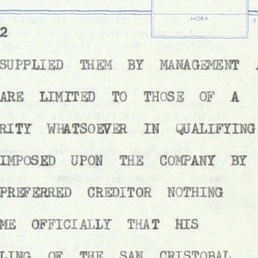 HORA
2
SUPPLIED THEM BY MANAGEMENT
ARE LIMITED TO THOSE OF A
RITY WHATSOEVER IN QUALIFYING
IMPOSED UPON THE COMPANY BY
PREFERRED CREDITOR NOTHING
ME OFFICIALLY THAT HIS
LING OF THE SAN CRISTOBAL